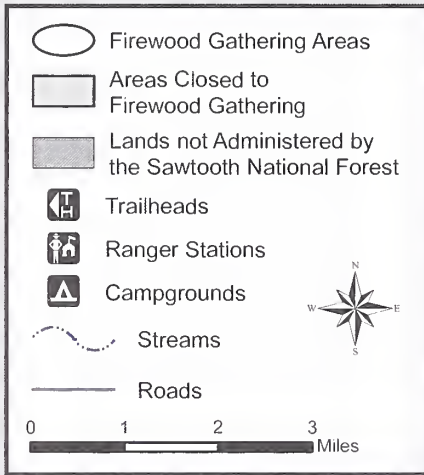 Firewood Gathering Areas
Areas Closed to
Firewood Gathering
Lands not Administered by
the Sawtooth National Forest
TH
Trailheads
Ranger Stations
Campgrounds
N
W E
S
Streams
Roads
0 1 2 3
Miles